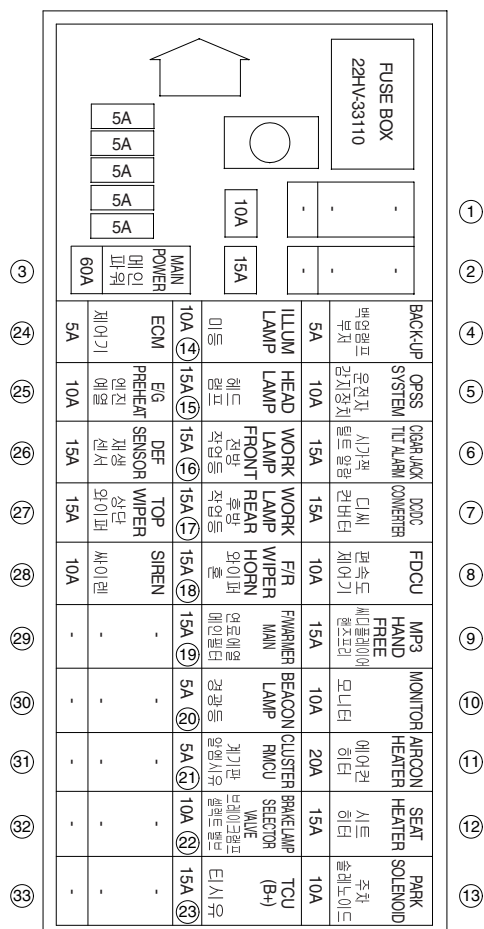 FUSE BOX
22HV-33110
5A
5A
5A
5A
5A
10A
15A
-
-
-
①
-
-
-
②
③
MAIN
POWER
메인
파워
60A
BACK-UP
백업램프
부저
5A
④
OPSS
SYSTEM
운전자
감지장치
10A
⑤
CIGAR JACK
TILT ALARM
시가잭
틸트 알람
15A
⑥
DCDC
CONVERTER
디씨
컨버터
15A
⑦
FDCU
편속도
제어기
10A
⑧
MP3
HAND
FREE
씨디플레이어
핸즈프리
15A
⑨
MONITOR
모니터
10A
⑩
AIRCON
HEATER
에어컨
히터
20A
⑪
SEAT
HEATER
시트
히터
15A
⑫
PARK
SOLENOID
주차
솔레노이드
10A
⑬
ILLUM
LAMP
미등
10A ⑭
HEAD
LAMP
헤드
램프
15A ⑮
WORK
LAMP
FRONT
전방
작업등
15A ⑯
WORK
LAMP
REAR
후방
작업등
15A ⑰
F/R
WIPER
HORN
와이퍼
혼
15A ⑱
F/WARMER
MAIN
연료예열
메인필터
15A ⑲
BEACON
LAMP
경광등
5A ⑳
CLUSTER
RMCU
계기판
알엠시유
5A ㉑
BRAKE LAMP
SELECTOR
VALVE
브레이크램프
셀렉트 밸브
10A ㉒
TCU
(B+)
티시유
15A ㉓
ECM
제어기
5A
㉔
E/G
PREHEAT
엔진
예열
10A
㉕
DEF
SENSOR
재생
센서
15A
㉖
TOP
WIPER
상단
와이퍼
15A
㉗
SIREN
싸이렌
10A
㉘
-
-
-
㉙
-
-
-
㉚
-
-
-
㉛
-
-
-
㉜
-
-
-
㉝